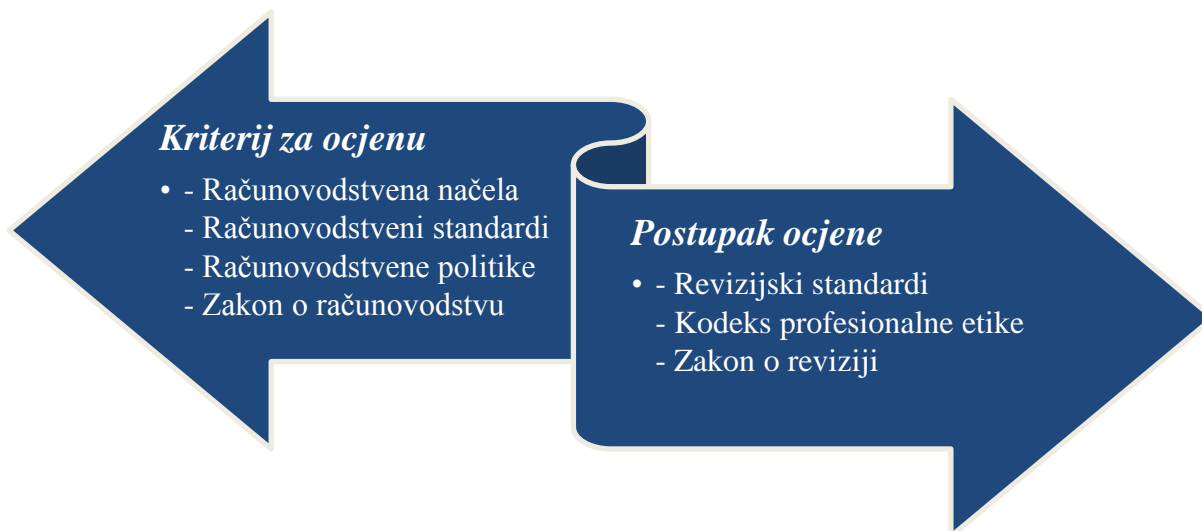 Kriterij za ocjenu
• - Računovodstvena načela
- Računovodstveni standardi
- Računovodstvene politike
- Zakon o računovodstvu
Postupak ocjene
• - Revizijski standardi
- Kodeks profesionalne etike
- Zakon o reviziji